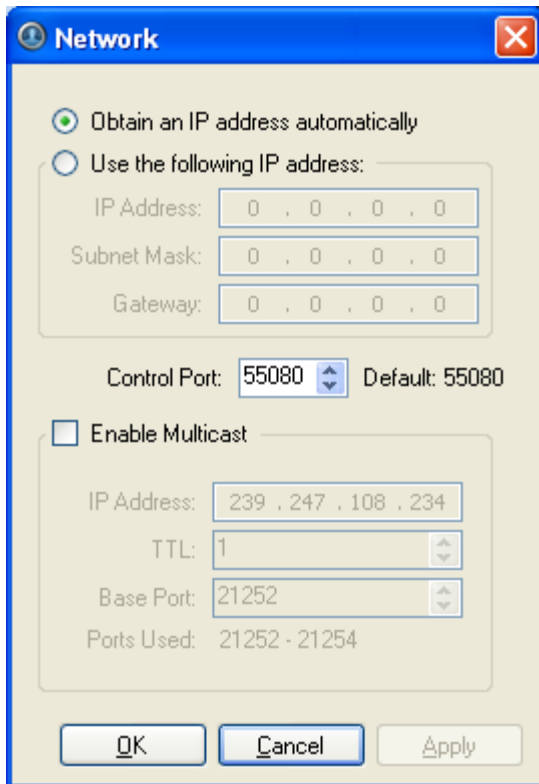 Network
Obtain an IP address automatically
Use the following IP address:
IP Address: 0 . 0 . 0 . 0
Subnet Mask: 0 . 0 . 0 . 0
Gateway: 0 . 0 . 0 . 0
Control Port: 55080 Default: 55080
Enable Multicast
IP Address: 239 . 247 . 108 . 234
TTL: 1
Base Port: 21252
Ports Used: 21252 - 21254
OK Cancel Apply